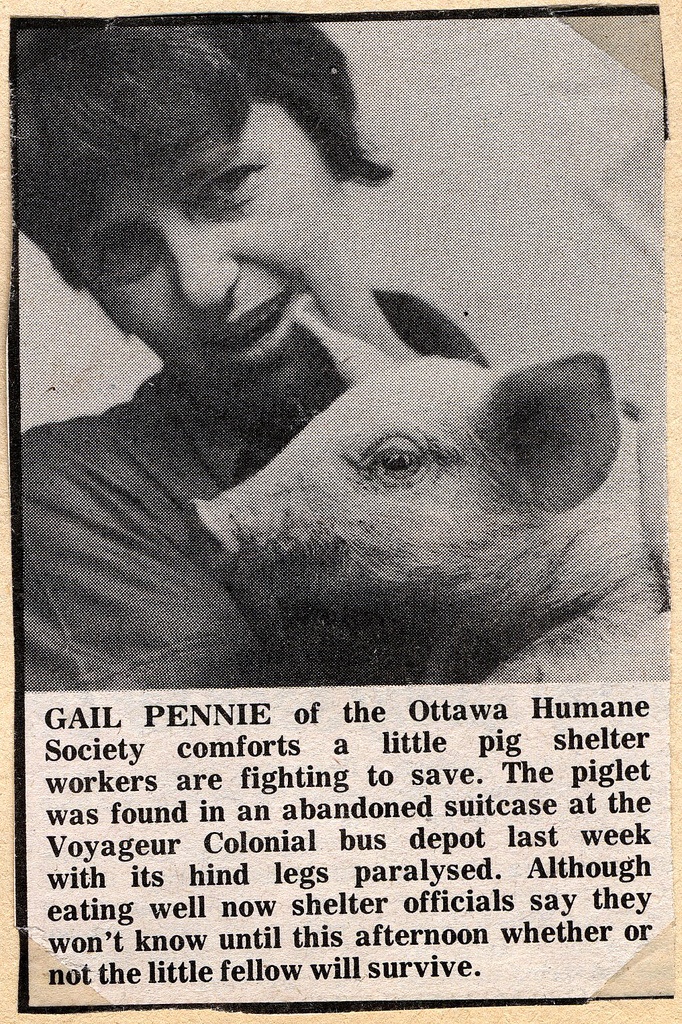 GAIL PENNIE of the Ottawa Humane
Society comforts a little pig shelter
workers are fighting to save. The piglet
was found in an abandoned suitcase at the
Voyageur Colonial bus depot last week
with its hind legs paralysed. Although
eating well now shelter officials say they
won't know until this afternoon whether or
not the little fellow will survive.